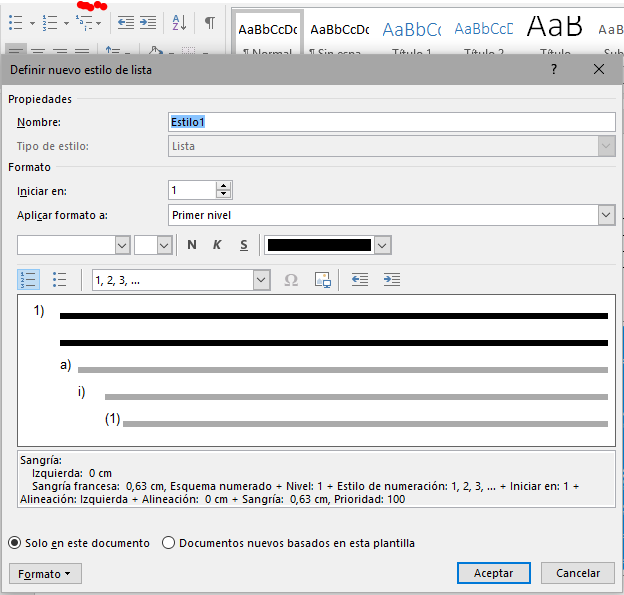 AaBbCcDc AaBbCcDc AaBbCc AaBbCcD AaB AaB
¶ Normal ¶ Sin espa... Título 1 Título 2 Título Sub
Definir nuevo estilo de lista ?
Propiedades
Nombre: Estilo1
Tipo de estilo: Lista
Formato
Iniciar en: 1
Aplicar formato a: Primer nivel
N K S
1, 2, 3, ... Ω
1)
a)
i)
(1)
Sangría:
Izquierda: 0 cm
Sangría francesa: 0,63 cm, Esquema numerado + Nivel: 1 + Estilo de numeración: 1, 2, 3, ... + Iniciar en: 1 +
Alineación: Izquierda + Alineación: 0 cm + Sangría: 0,63 cm, Prioridad: 100
Solo en este documento Documentos nuevos basados en esta plantilla
Formato
Aceptar Cancelar